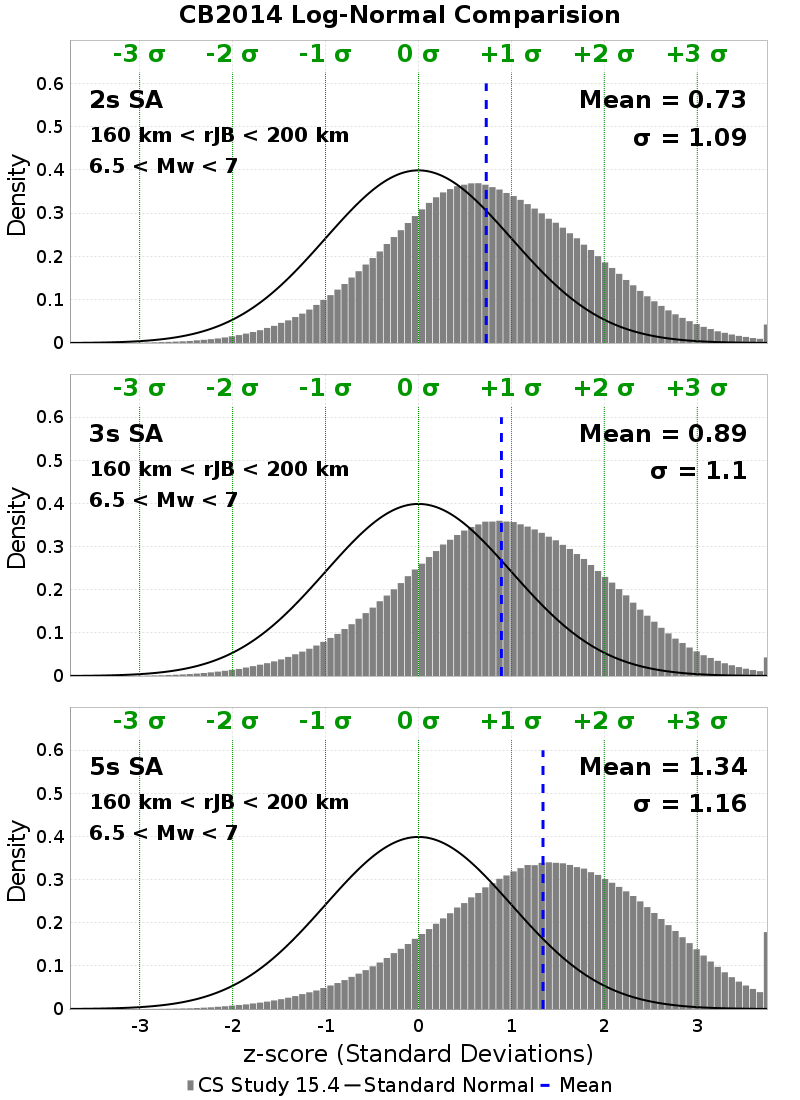 CB2014 Log-Normal Comparision
-3 σ -2 σ -1 σ 0 σ +1 σ +2 σ +3 σ
0.6
2s SA Mean = 0.73
0.5
160 km < rJB < 200 km σ = 1.09
6.5 < Mw < 7
0.4
0.3
0.2
0.1
0
Density
-3 σ -2 σ -1 σ 0 σ +1 σ +2 σ +3 σ
0.6
3s SA Mean = 0.89
0.5
160 km < rJB < 200 km σ = 1.1
6.5 < Mw < 7
0.4
0.3
0.2
0.1
0
Density
-3 σ -2 σ -1 σ 0 σ +1 σ +2 σ +3 σ
0.6
5s SA Mean = 1.34
0.5
160 km < rJB < 200 km σ = 1.16
6.5 < Mw < 7
0.4
0.3
0.2
0.1
0
Density
-3 -2 -1 0 1 2 3
z-score (Standard Deviations)
CS Study 15.4 Standard Normal Mean